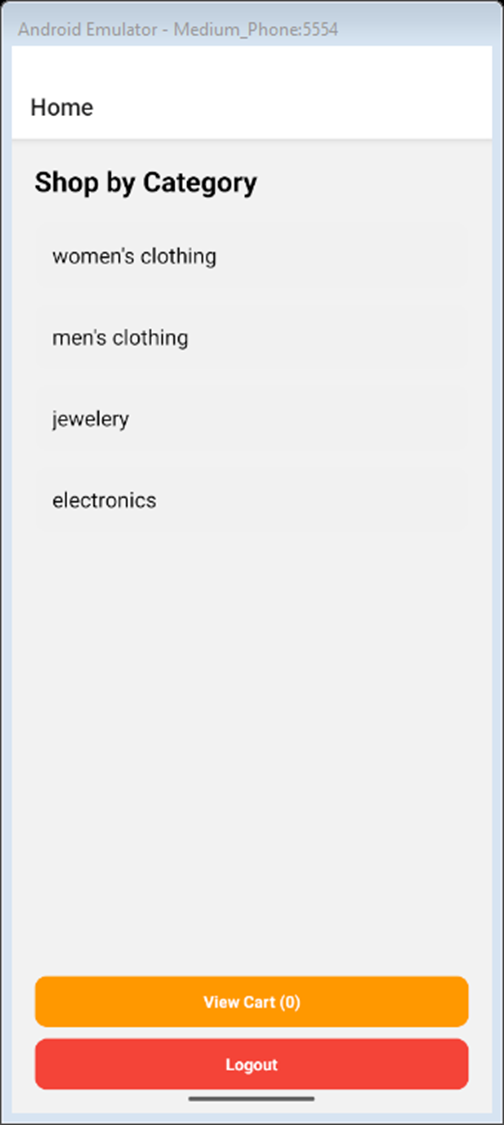 Android Emulator - Medium_Phone:5554
Home
Shop by Category
women's clothing
men's clothing
jewelery
electronics
View Cart (0)
Logout